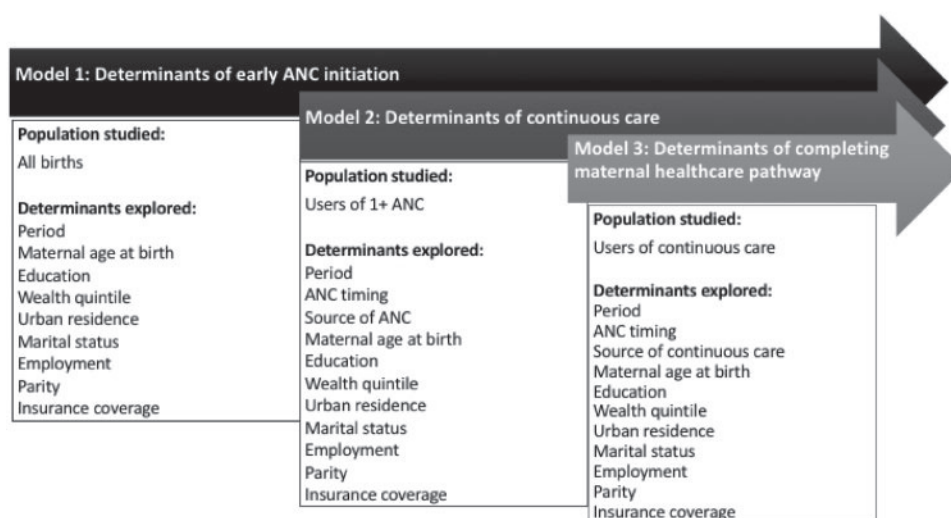 Model 1: Determinants of early ANC initiation
Population studied:
All births
Determinants explored:
Period
Maternal age at birth
Education
Wealth quintile
Urban residence
Marital status
Employment
Parity
Insurance coverage
Model 2: Determinants of continuous care
Population studied:
Users of 1+ ANC
Determinants explored:
Period
ANC timing
Source of ANC
Maternal age at birth
Education
Wealth quintile
Urban residence
Marital status
Employment
Parity
Insurance coverage
Model 3: Determinants of completing
maternal healthcare pathway
Population studied:
Users of continuous care
Determinants explored:
Period
ANC timing
Source of continuous care
Maternal age at birth
Education
Wealth quintile
Urban residence
Marital status
Employment
Parity
Insurance coverage